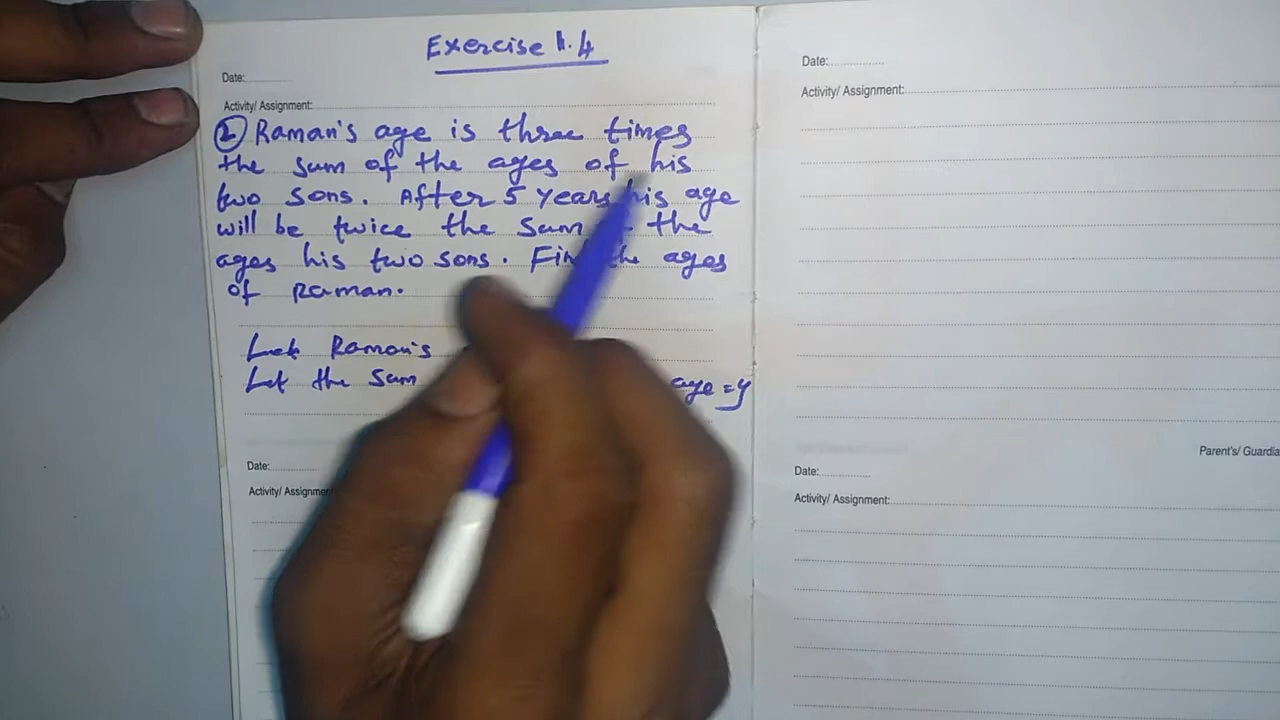 Exercise 1.4
Date:
Activity/ Assignment:
② Raman's age is three times
the sum of the ages of his
two sons. After 5 years his age
will be twice the sum the
ages his two sons. Find the ages
of Raman.
Let Raman's
Let the Sum age = y
Date:
Activity/ Assignment
Date:
Activity/ Assignment:
Parent's/ Guardia
Date:
Activity/ Assignment: